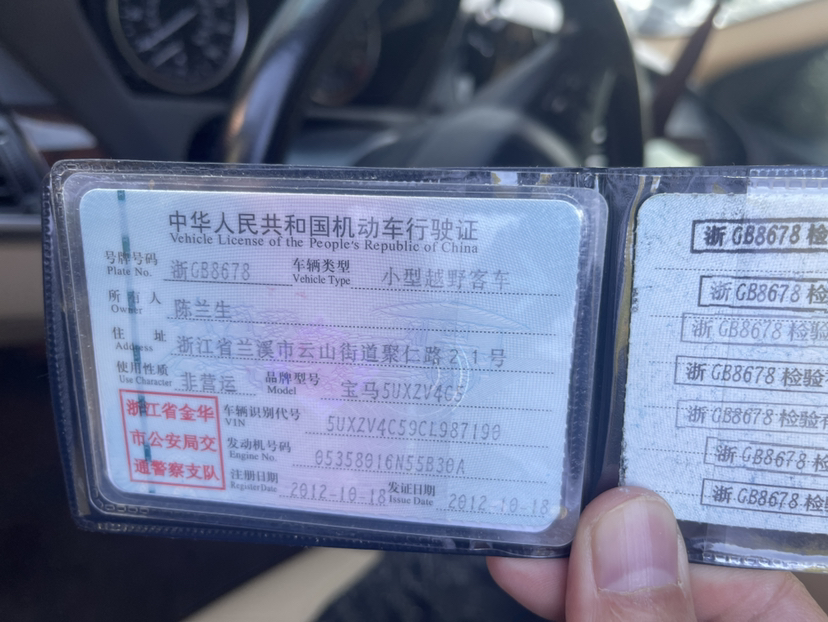 中华人民共和国机动车行驶证
Vehicle License of the People's Republic of China
号牌号码 浙GB8678 车辆类型 小型越野客车
Plate No. Vehicle Type
所有人 陈兰生
Owner
住址 浙江省兰溪市云山街道聚仁路21号
Address
使用性质 非营运 品牌型号 宝马5UXZV4C5
Use Character Model
浙江省金华
市公安局交
通警察支队
车辆识别代号 5UXZV4C59CL987190
VIN
发动机号码 05358016N55B30A
Engine No.
注册日期 2012-10-18 发证日期 2012-10-18
Register Date Issue Date
浙GB8678 检
浙GB8678 检
浙GB8678 检验
浙GB8678 检验
浙GB8678 检验
浙GB8678 检验
浙GB8678 检验